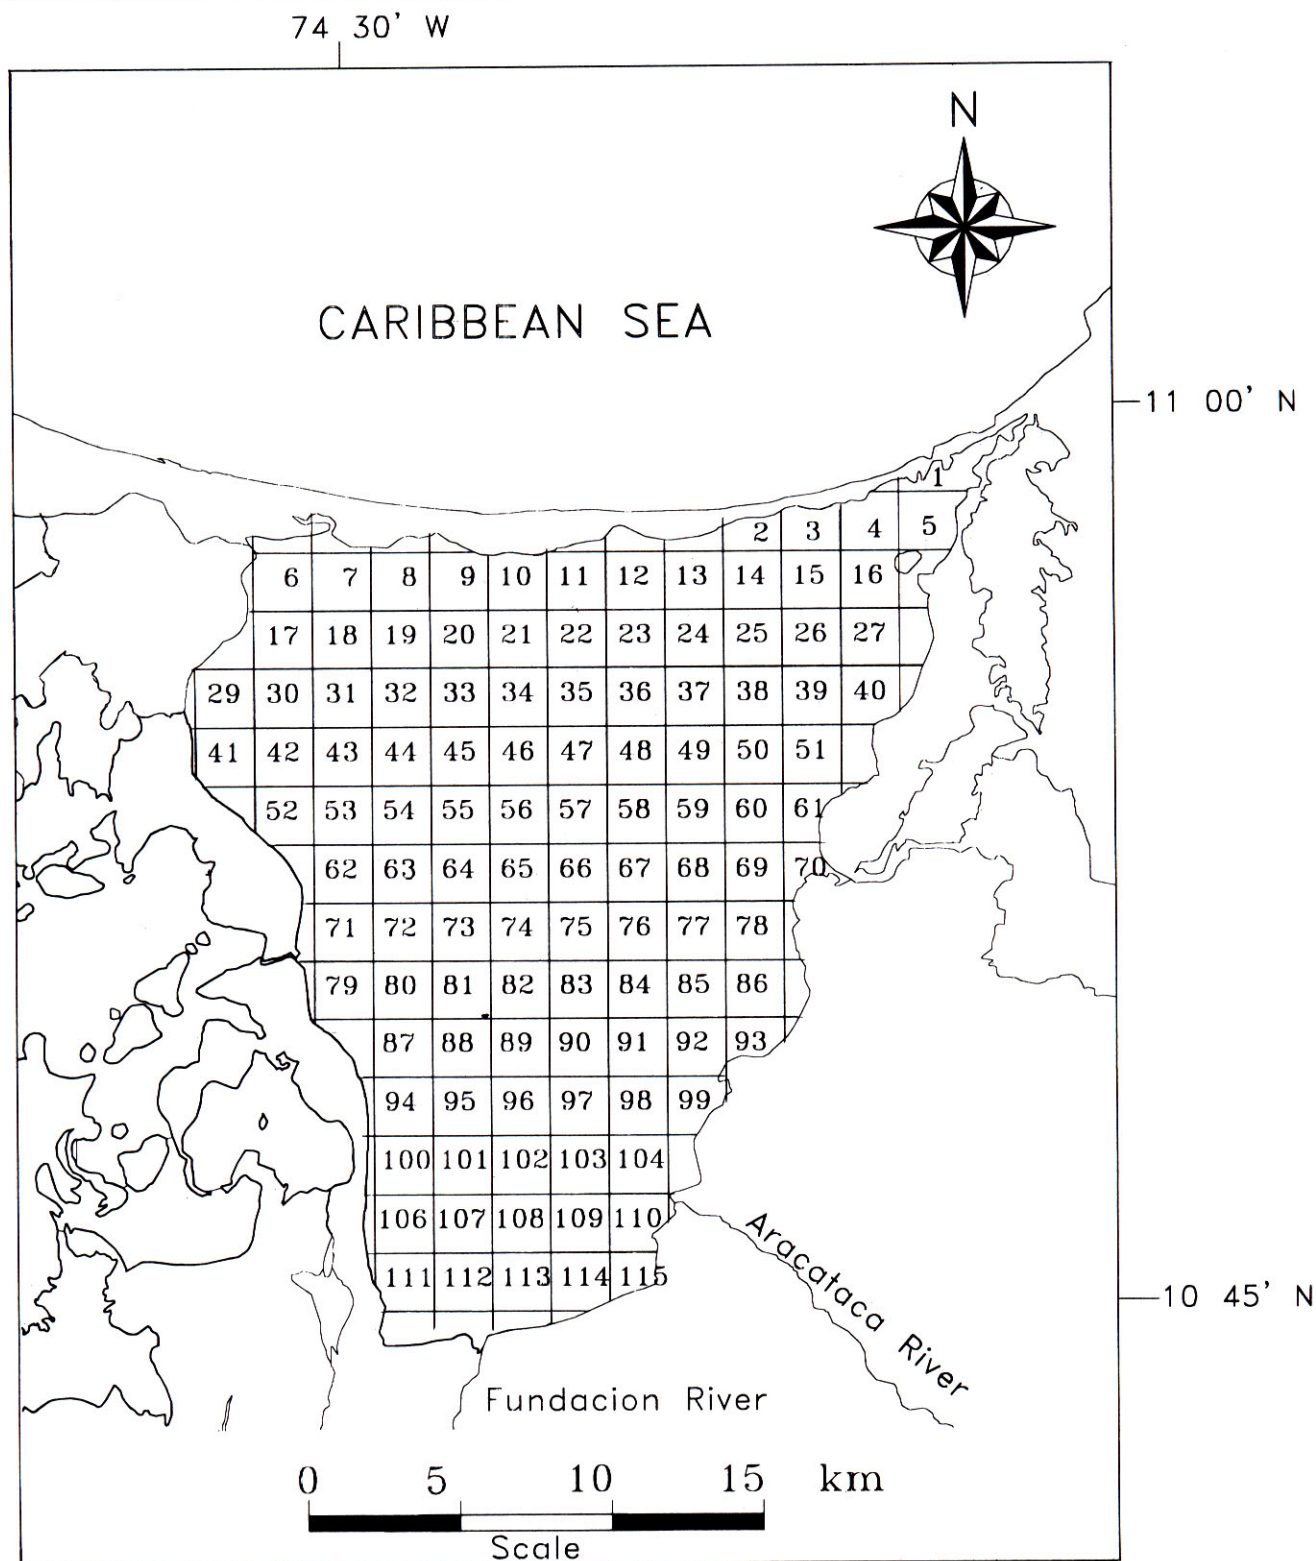 74 30' W
N
CARIBBEAN SEA
11 00' N
1
2 3 4 5
6 7 8 9 10 11 12 13 14 15 16
17 18 19 20 21 22 23 24 25 26 27
29 30 31 32 33 34 35 36 37 38 39 40
41 42 43 44 45 46 47 48 49 50 51
52 53 54 55 56 57 58 59 60 61
62 63 64 65 66 67 68 69 70
71 72 73 74 75 76 77 78
79 80 81 82 83 84 85 86
87 88 89 90 91 92 93
94 95 96 97 98 99
100 101 102 103 104
106 107 108 109 110
111 112 113 114 115
Aracataca River
10 45' N
Fundacion River
0 5 10 15 km
Scale